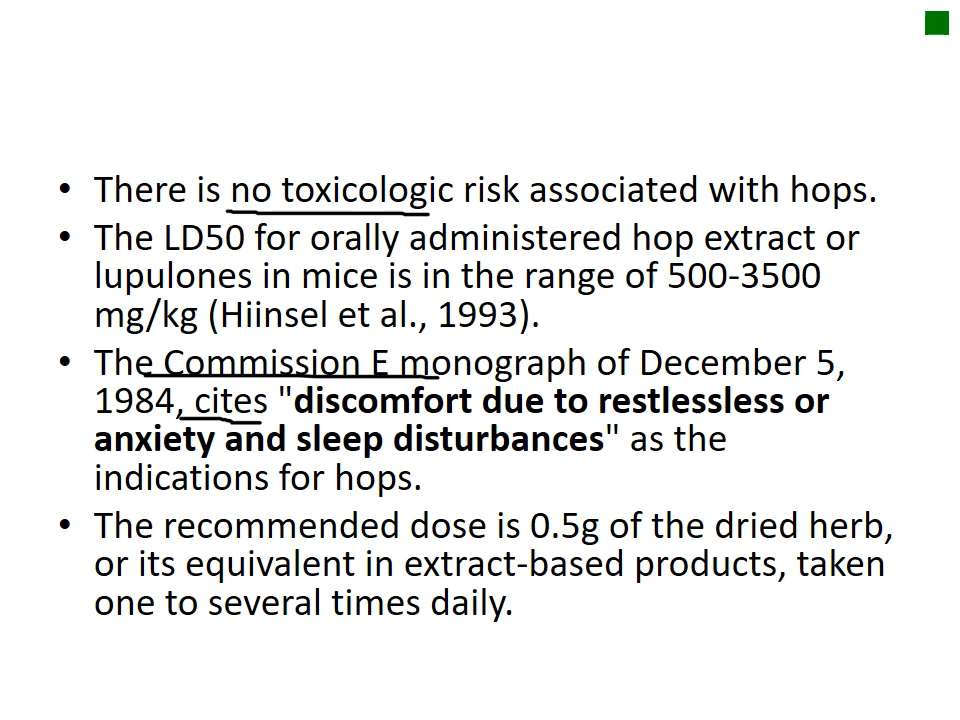 • There is no toxicologic risk associated with hops.
• The LD50 for orally administered hop extract or
lupulones in mice is in the range of 500-3500
mg/kg (Hiinsel et al., 1993).
• The Commission E monograph of December 5,
1984, cites "discomfort due to restlessless or
anxiety and sleep disturbances" as the
indications for hops.
• The recommended dose is 0.5g of the dried herb,
or its equivalent in extract-based products, taken
one to several times daily.